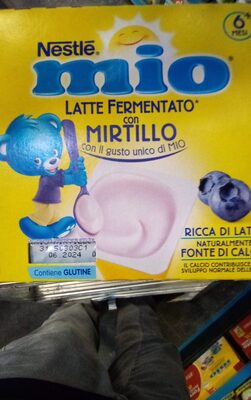 Nestlé
6
MESI
mio
LATTE FERMENTATO*
con
MIRTILLO
con il gusto unico di MIO
RICCA DI LAT
NATURALMENTE
FONTE DI CALC
IL CALCIO CONTRIBUISCE
SVILUPPO NORMALE DELLE
06 2024
Contiene GLUTINE